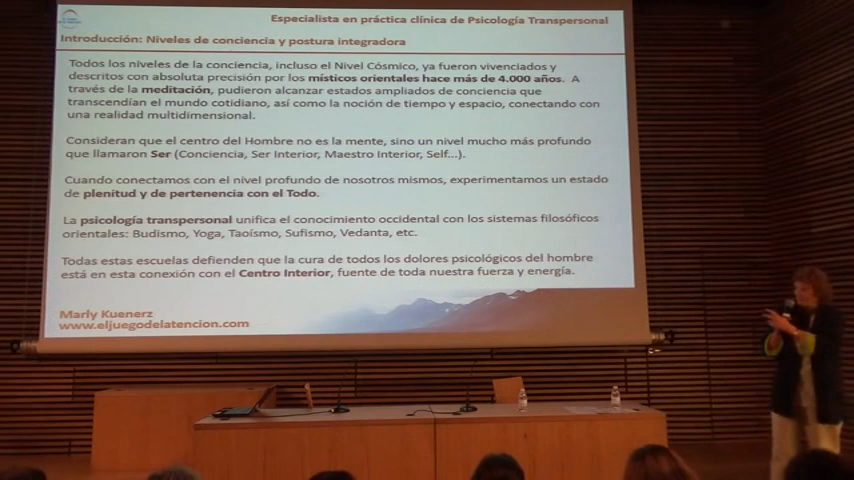 Especialista en práctica clínica de Psicología Transpersonal
Introducción: Niveles de conciencia y postura integradora
Todos los niveles de la conciencia, incluso el Nivel Cósmico, ya fueron vivenciados y
descritos con absoluta precisión por los místicos orientales hace más de 4.000 años. A
través de la meditación, pudieron alcanzar estados ampliados de conciencia que
transcendían el mundo cotidiano, así como la noción de tiempo y espacio, conectando con
una realidad multidimensional.
Consideran que el centro del Hombre no es la mente, sino un nivel mucho más profundo
que llamaron Ser (Conciencia, Ser Interior, Maestro Interior, Self...).
Cuando conectamos con el nivel profundo de nosotros mismos, experimentamos un estado
de plenitud y de pertenencia con el Todo.
La psicología transpersonal unifica el conocimiento occidental con los sistemas filosóficos
orientales: Budismo, Yoga, Taoísmo, Sufismo, Vedanta, etc.
Todas estas escuelas defienden que la cura de todos los dolores psicológicos del hombre
está en esta conexión con el Centro Interior, fuente de toda nuestra fuerza y energía.
Marly Kuenerz
www.eljuegodelatencion.com